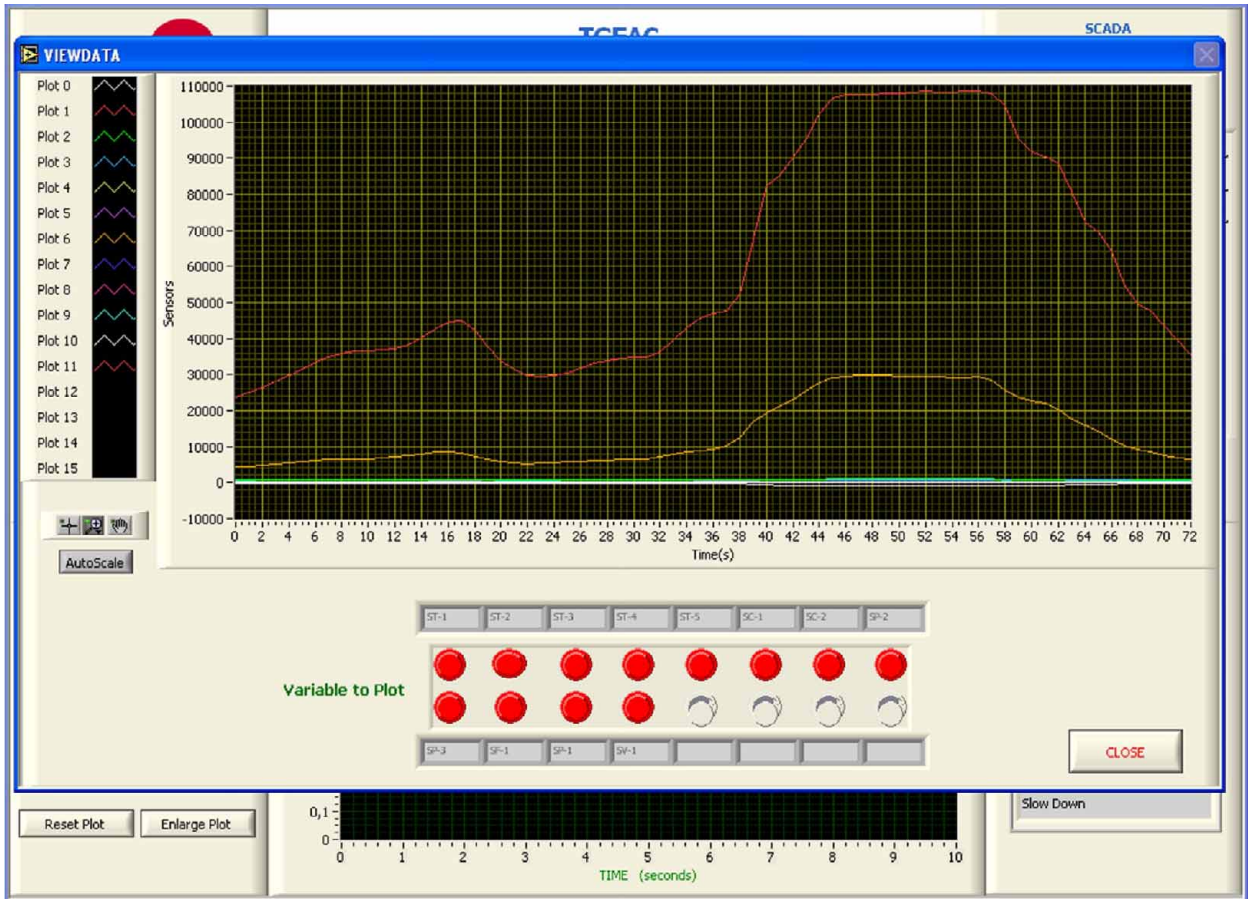 SCADA
VIEWDATA
Plot 0
Plot 1
Plot 2
Plot 3
Plot 4
Plot 5
Plot 6
Plot 7
Plot 8
Plot 9
Plot 10
Plot 11
Plot 12
Plot 13
Plot 14
Plot 15
AutoScale
Sensors
110000
100000
90000
80000
70000
60000
50000
40000
30000
20000
10000
0
-10000
0 2 4 6 8 10 12 14 16 18 20 22 24 26 28 30 32 34 36 38 40 42 44 46 48 50 52 54 56 58 60 62 64 66 68 70 72
Time(s)
ST-1 ST-2 ST-3 ST-4 ST-5 SC-1 SC-2 SP-2
Variable to Plot
SP-3 SF-1 SP-1 SV-1
CLOSE
Reset Plot Enlarge Plot
0,1
0
0 1 2 3 4 5 6 7 8 9 10
TIME (seconds)
Slow Down